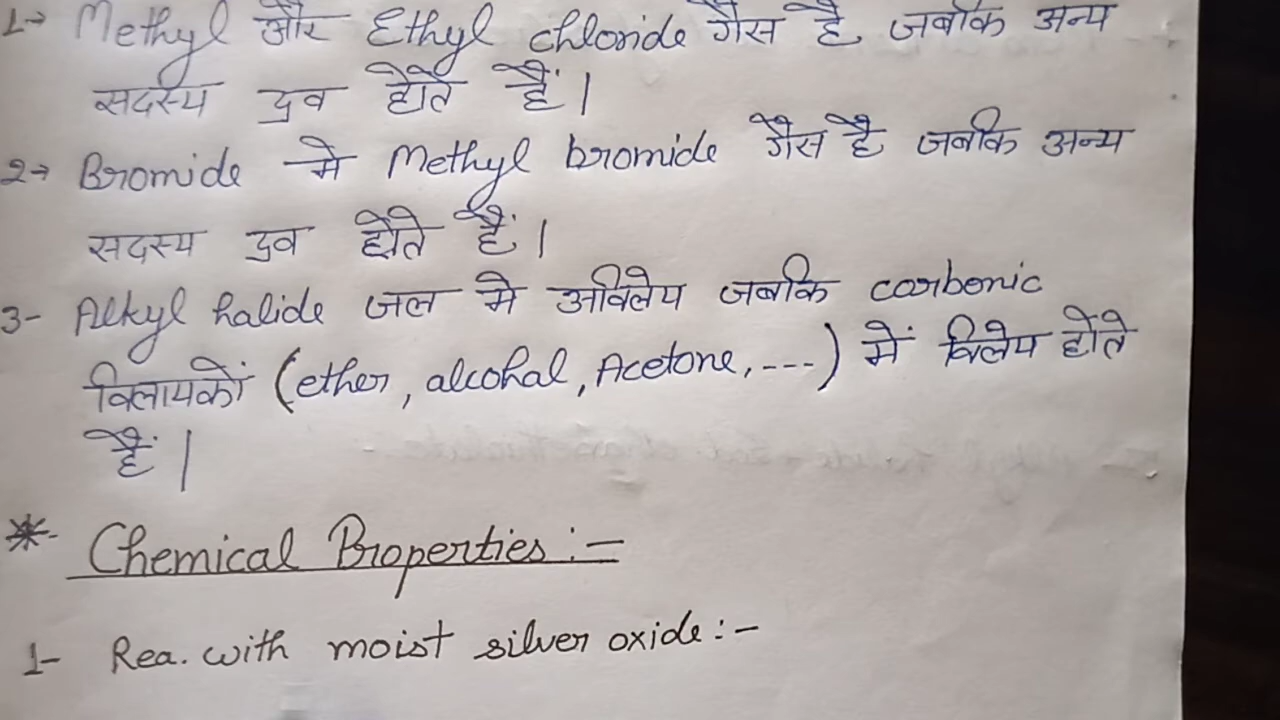 1→ Methyl और Ethyl chloride गैस है, जबकि अन्य
सदस्य द्रव होते हैं।
2→ Bromide मे Methyl bromide गैस है जबकि अन्य
सदस्य द्रव होते हैं।
3- Alkyl halide जल मे अविलेय जबकि carbonic
विलायकों (ether, alcohal, Acetone, ---) में विलेय होते
हैं।
* Chemical Properties :-
1- Rea. with moist silver oxide :-